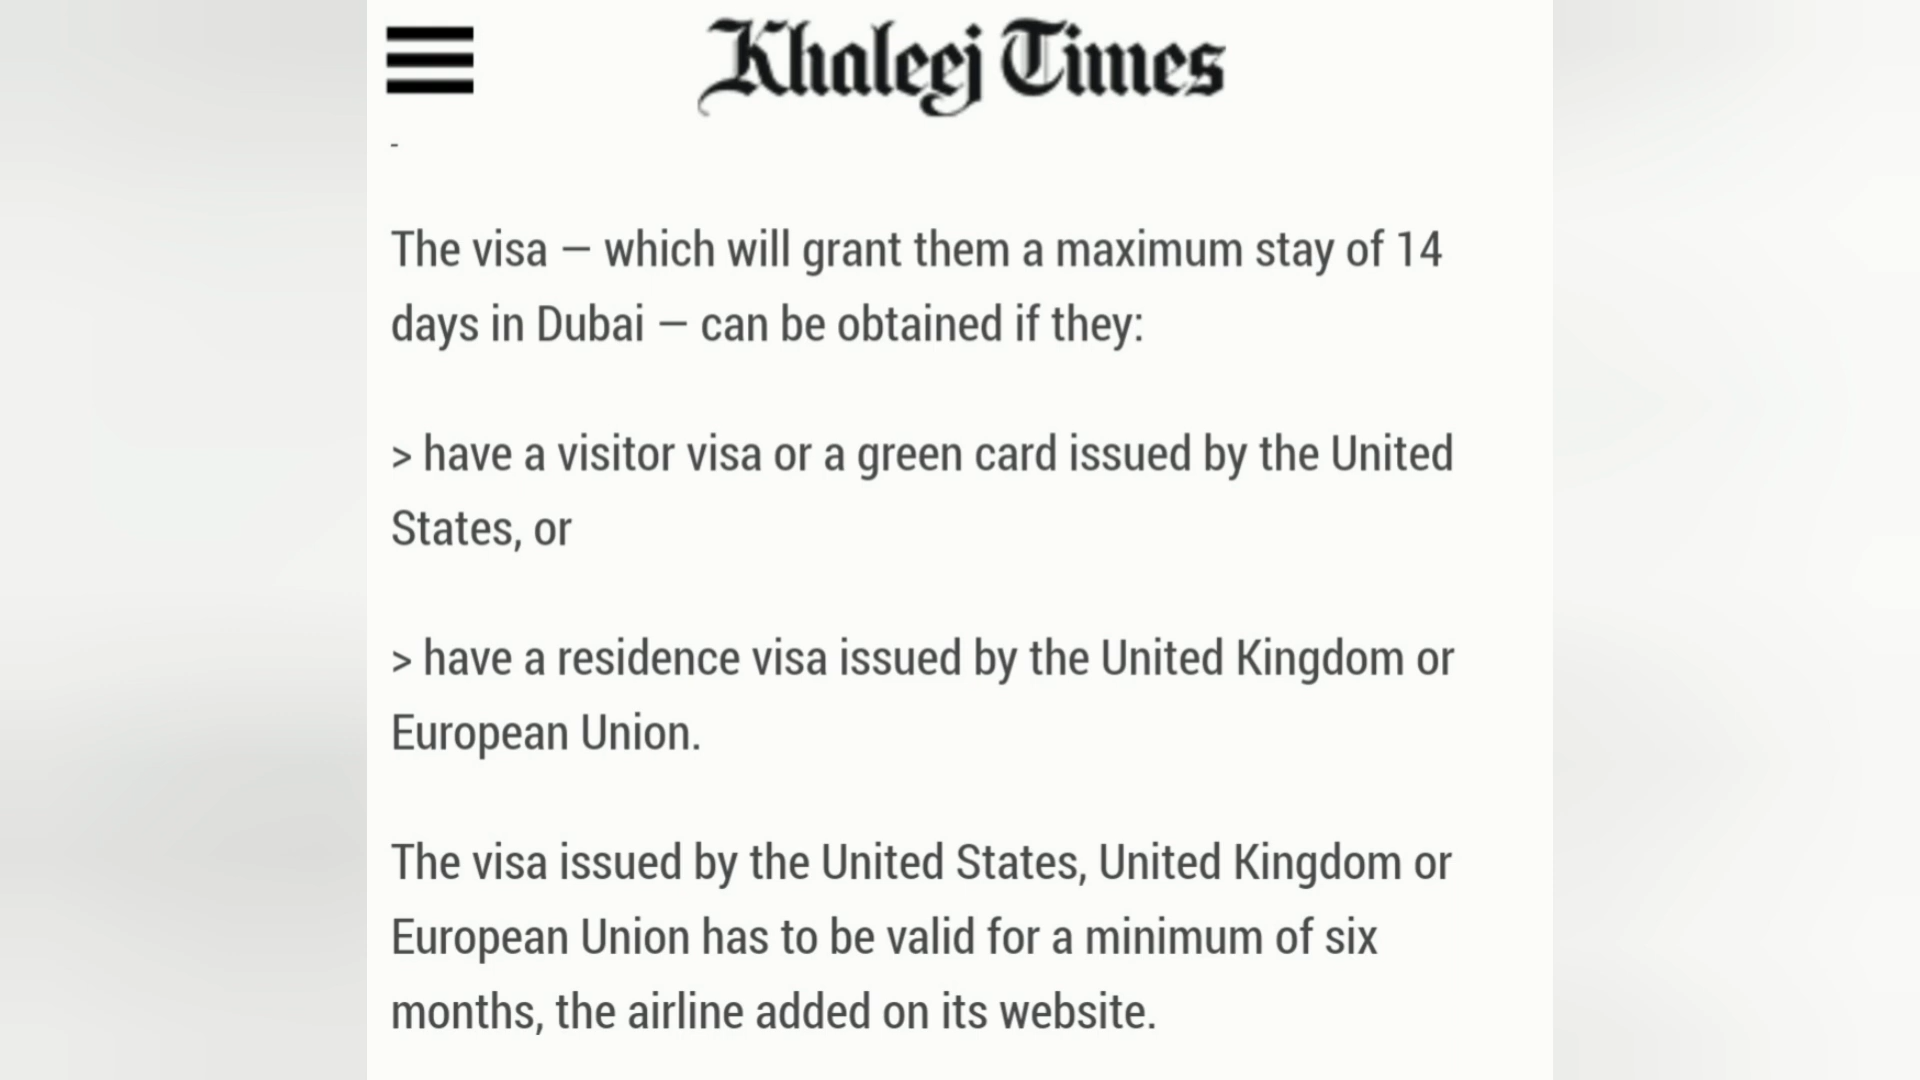 Khaleej Times
-
The visa – which will grant them a maximum stay of 14
days in Dubai – can be obtained if they:
> have a visitor visa or a green card issued by the United
States, or
> have a residence visa issued by the United Kingdom or
European Union.
The visa issued by the United States, United Kingdom or
European Union has to be valid for a minimum of six
months, the airline added on its website.